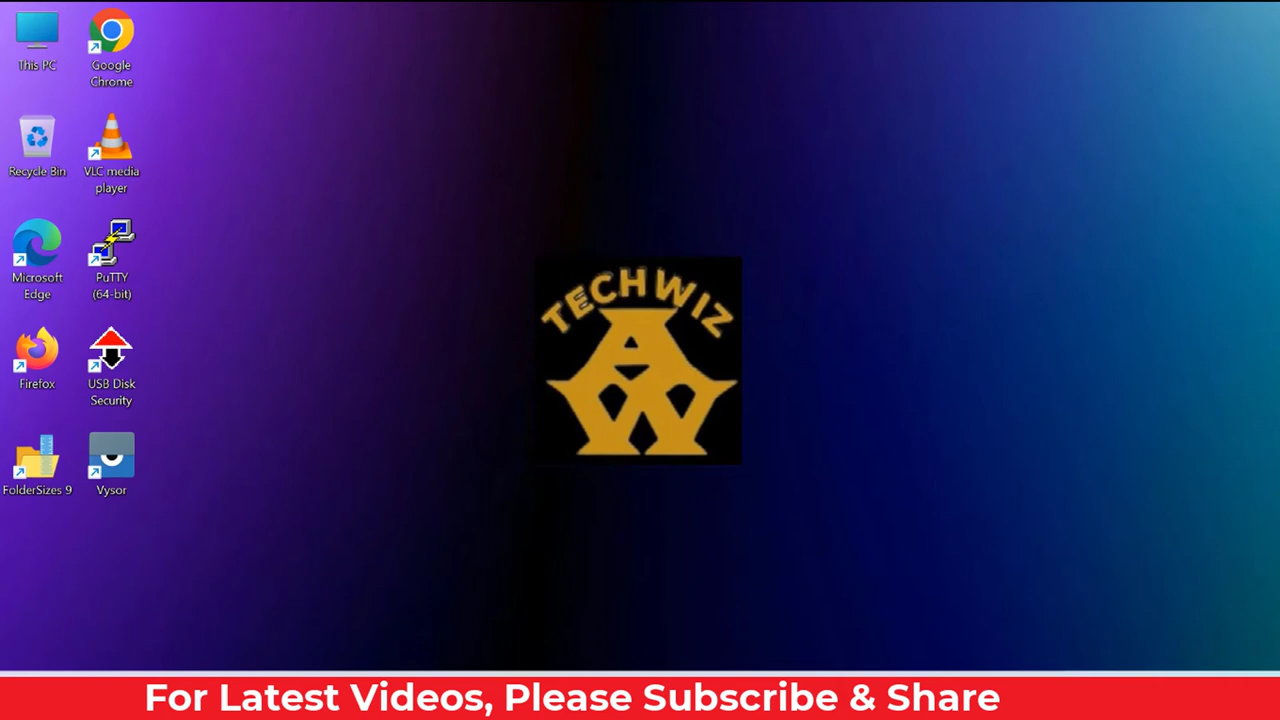 This PC
Google
Chrome
Recycle Bin
VLC media
player
Microsoft
Edge
PuTTY
(64-bit)
Firefox
USB Disk
Security
FolderSizes 9
Vysor
TECHWIZ
AW
For Latest Videos, Please Subscribe & Share